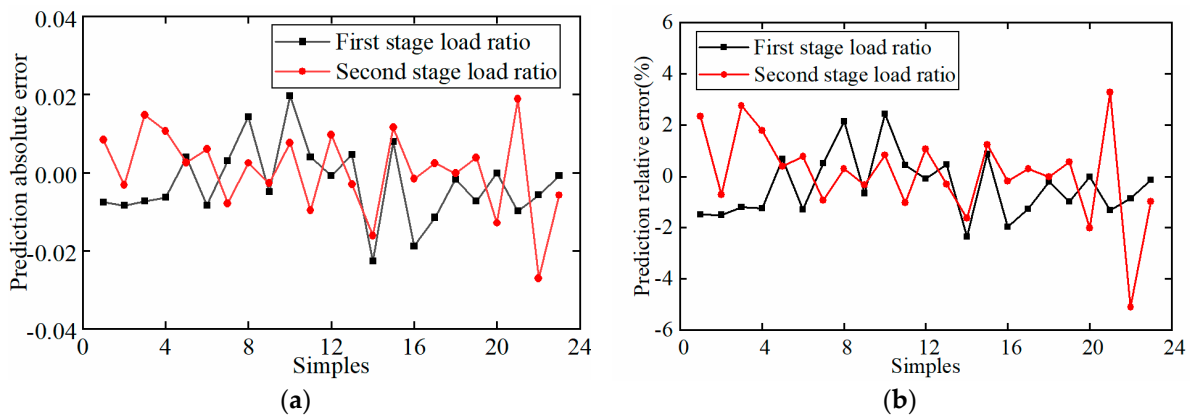 0.04
0.02
0.00
-0.02
-0.04
Prediction absolute error
First stage load ratio
Second stage load ratio
0 4 8 12 16 20 24
Simples
(a)
6
4
2
0
-2
-4
-6
Prediction relative error(%)
First stage load ratio
Second stage load ratio
0 4 8 12 16 20 24
Simples
(b)